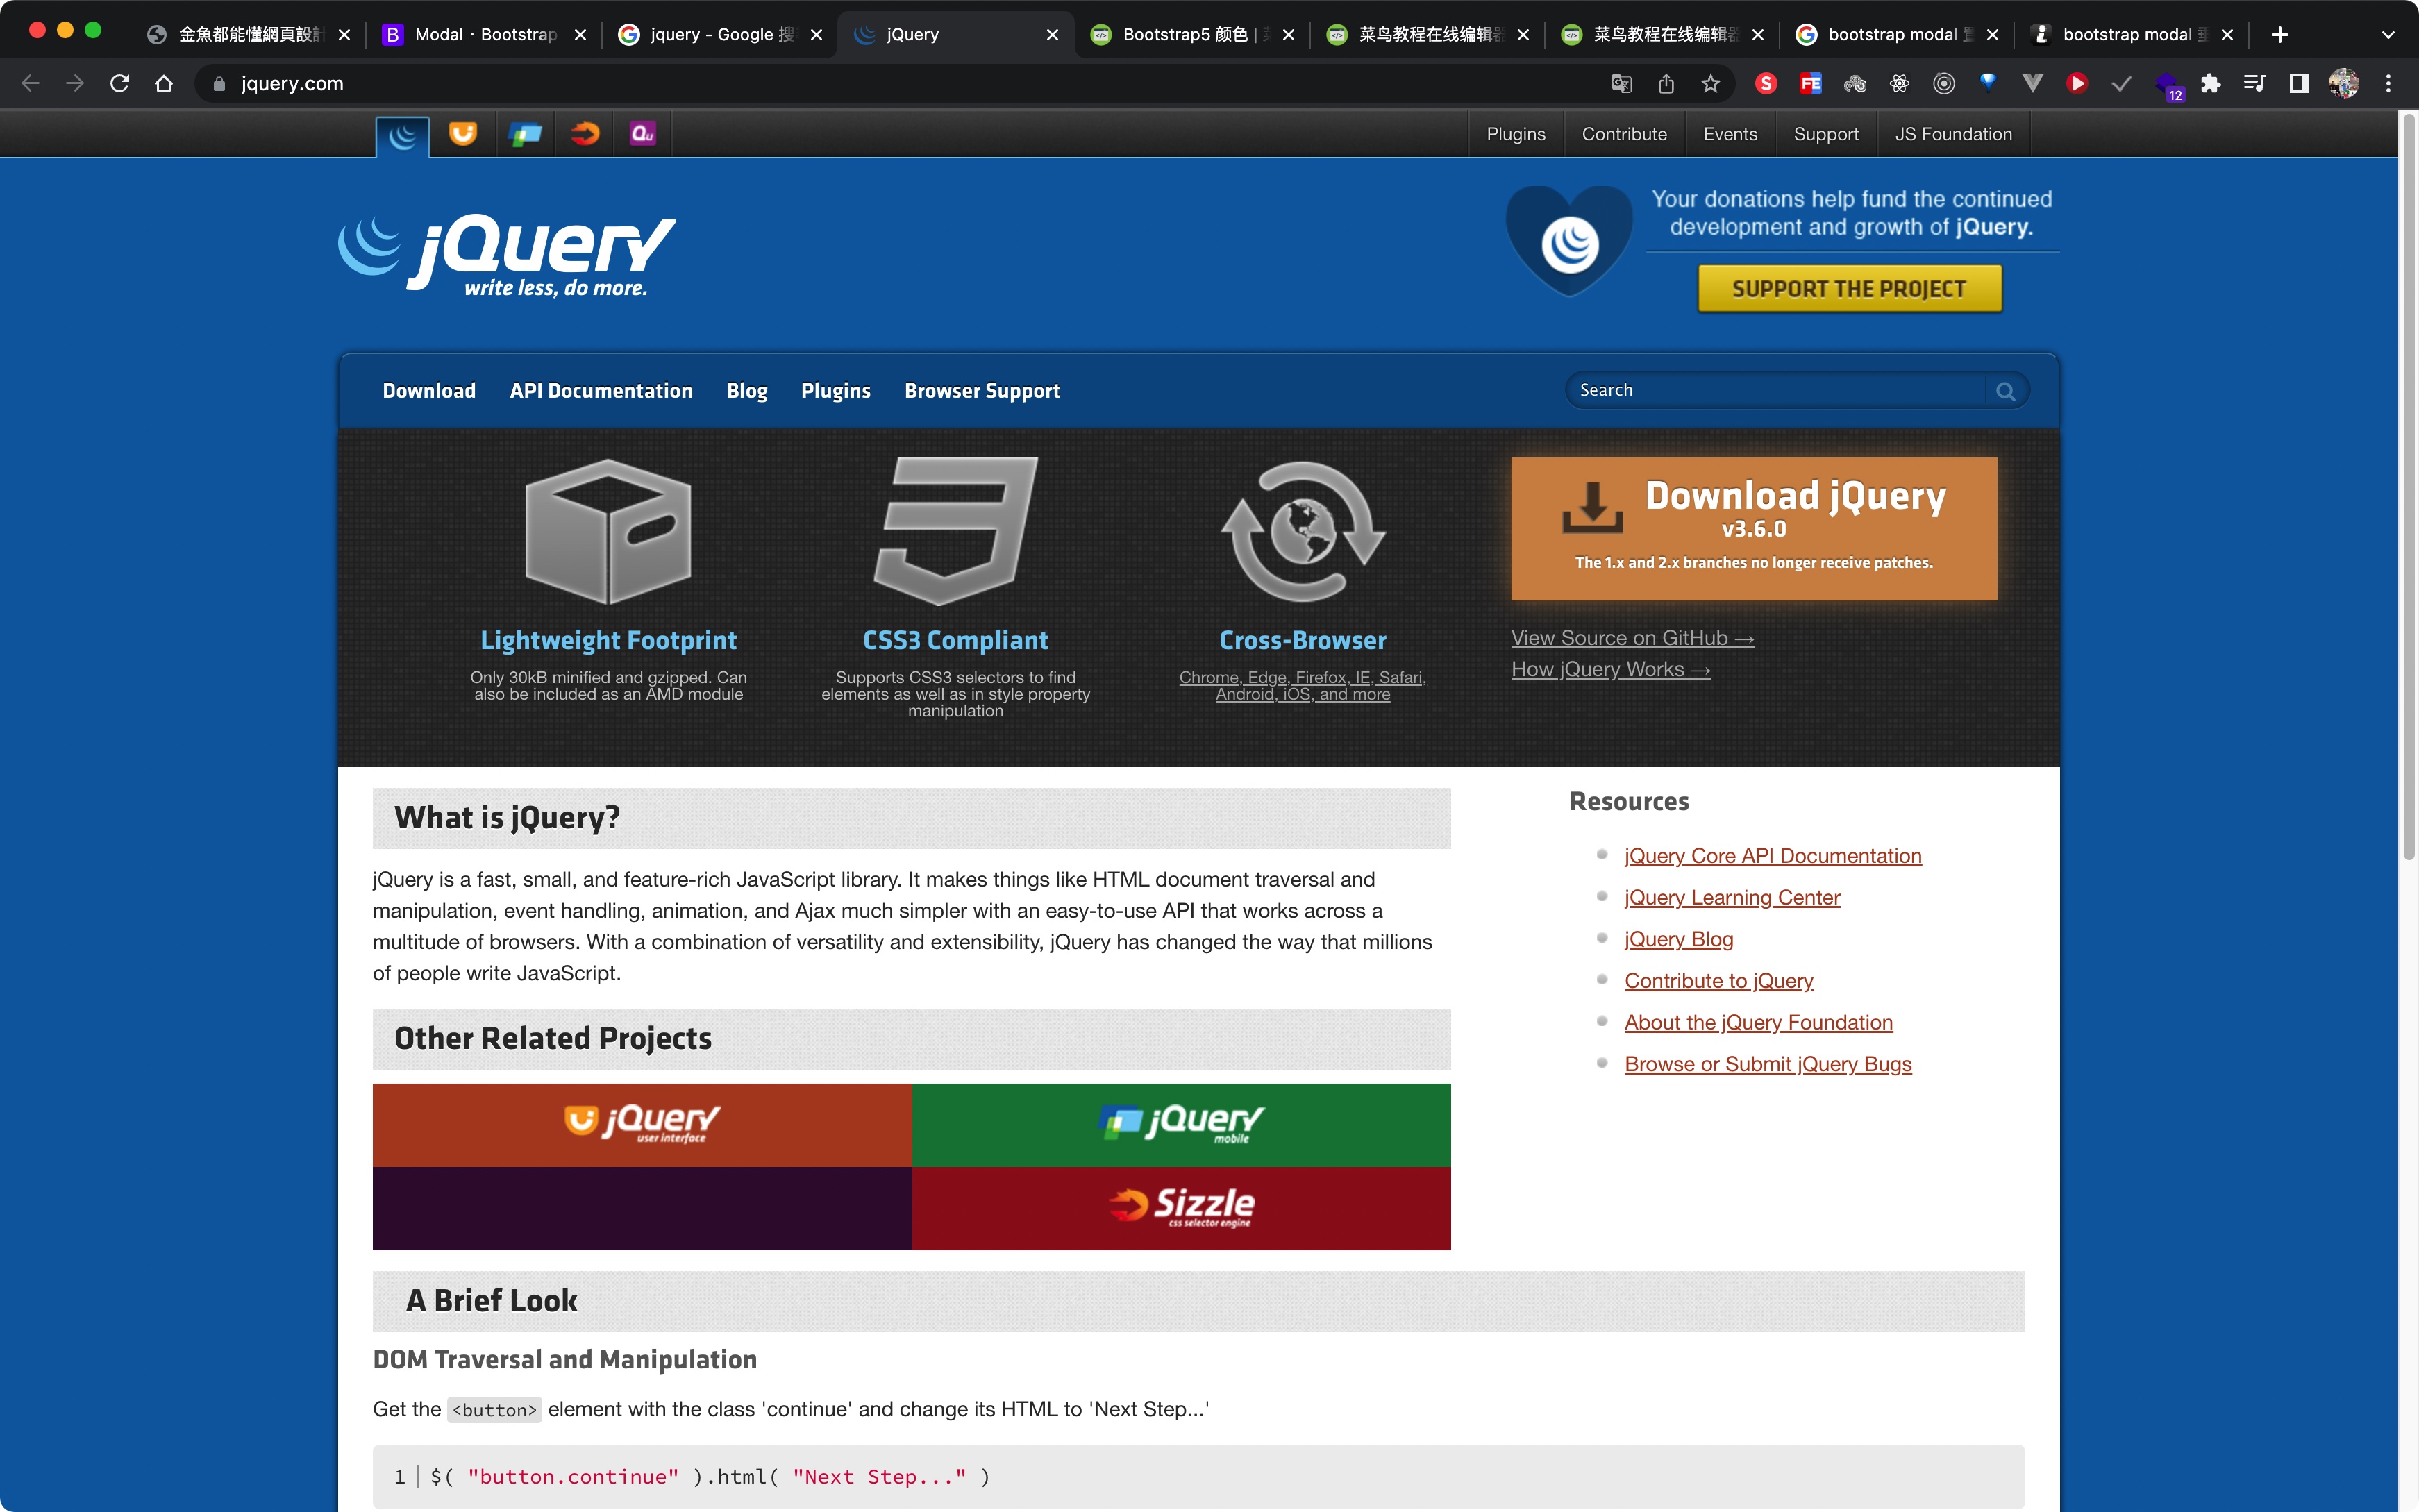 金魚都能懂網頁設計
Modal · Bootstrap
jquery - Google 搜
jQuery
Bootstrap5 颜色 |
菜鸟教程在线编辑器
菜鸟教程在线编辑器
bootstrap modal
bootstrap modal
jquery.com
12
Plugins
Contribute
Events
Support
JS Foundation
jQuery
write less, do more.
Your donations help fund the continued
development and growth of jQuery.
SUPPORT THE PROJECT
Download
API Documentation
Blog
Plugins
Browser Support
Search
Lightweight Footprint
Only 30kB minified and gzipped. Can
also be included as an AMD module
CSS3 Compliant
Supports CSS3 selectors to find
elements as well as in style property
manipulation
Cross-Browser
Chrome, Edge, Firefox, IE, Safari,
Android, iOS, and more
Download jQuery
v3.6.0
The 1.x and 2.x branches no longer receive patches.
View Source on GitHub →
How jQuery Works →
What is jQuery?
jQuery is a fast, small, and feature-rich JavaScript library. It makes things like HTML document traversal and
manipulation, event handling, animation, and Ajax much simpler with an easy-to-use API that works across a
multitude of browsers. With a combination of versatility and extensibility, jQuery has changed the way that millions
of people write JavaScript.
Resources
jQuery Core API Documentation
jQuery Learning Center
jQuery Blog
Contribute to jQuery
About the jQuery Foundation
Browse or Submit jQuery Bugs
Other Related Projects
jQuery
user interface
jQuery
mobile
Sizzle
css selector engine
A Brief Look
DOM Traversal and Manipulation
Get the <button> element with the class 'continue' and change its HTML to 'Next Step...'
1 $( "button.continue" ).html( "Next Step..." )